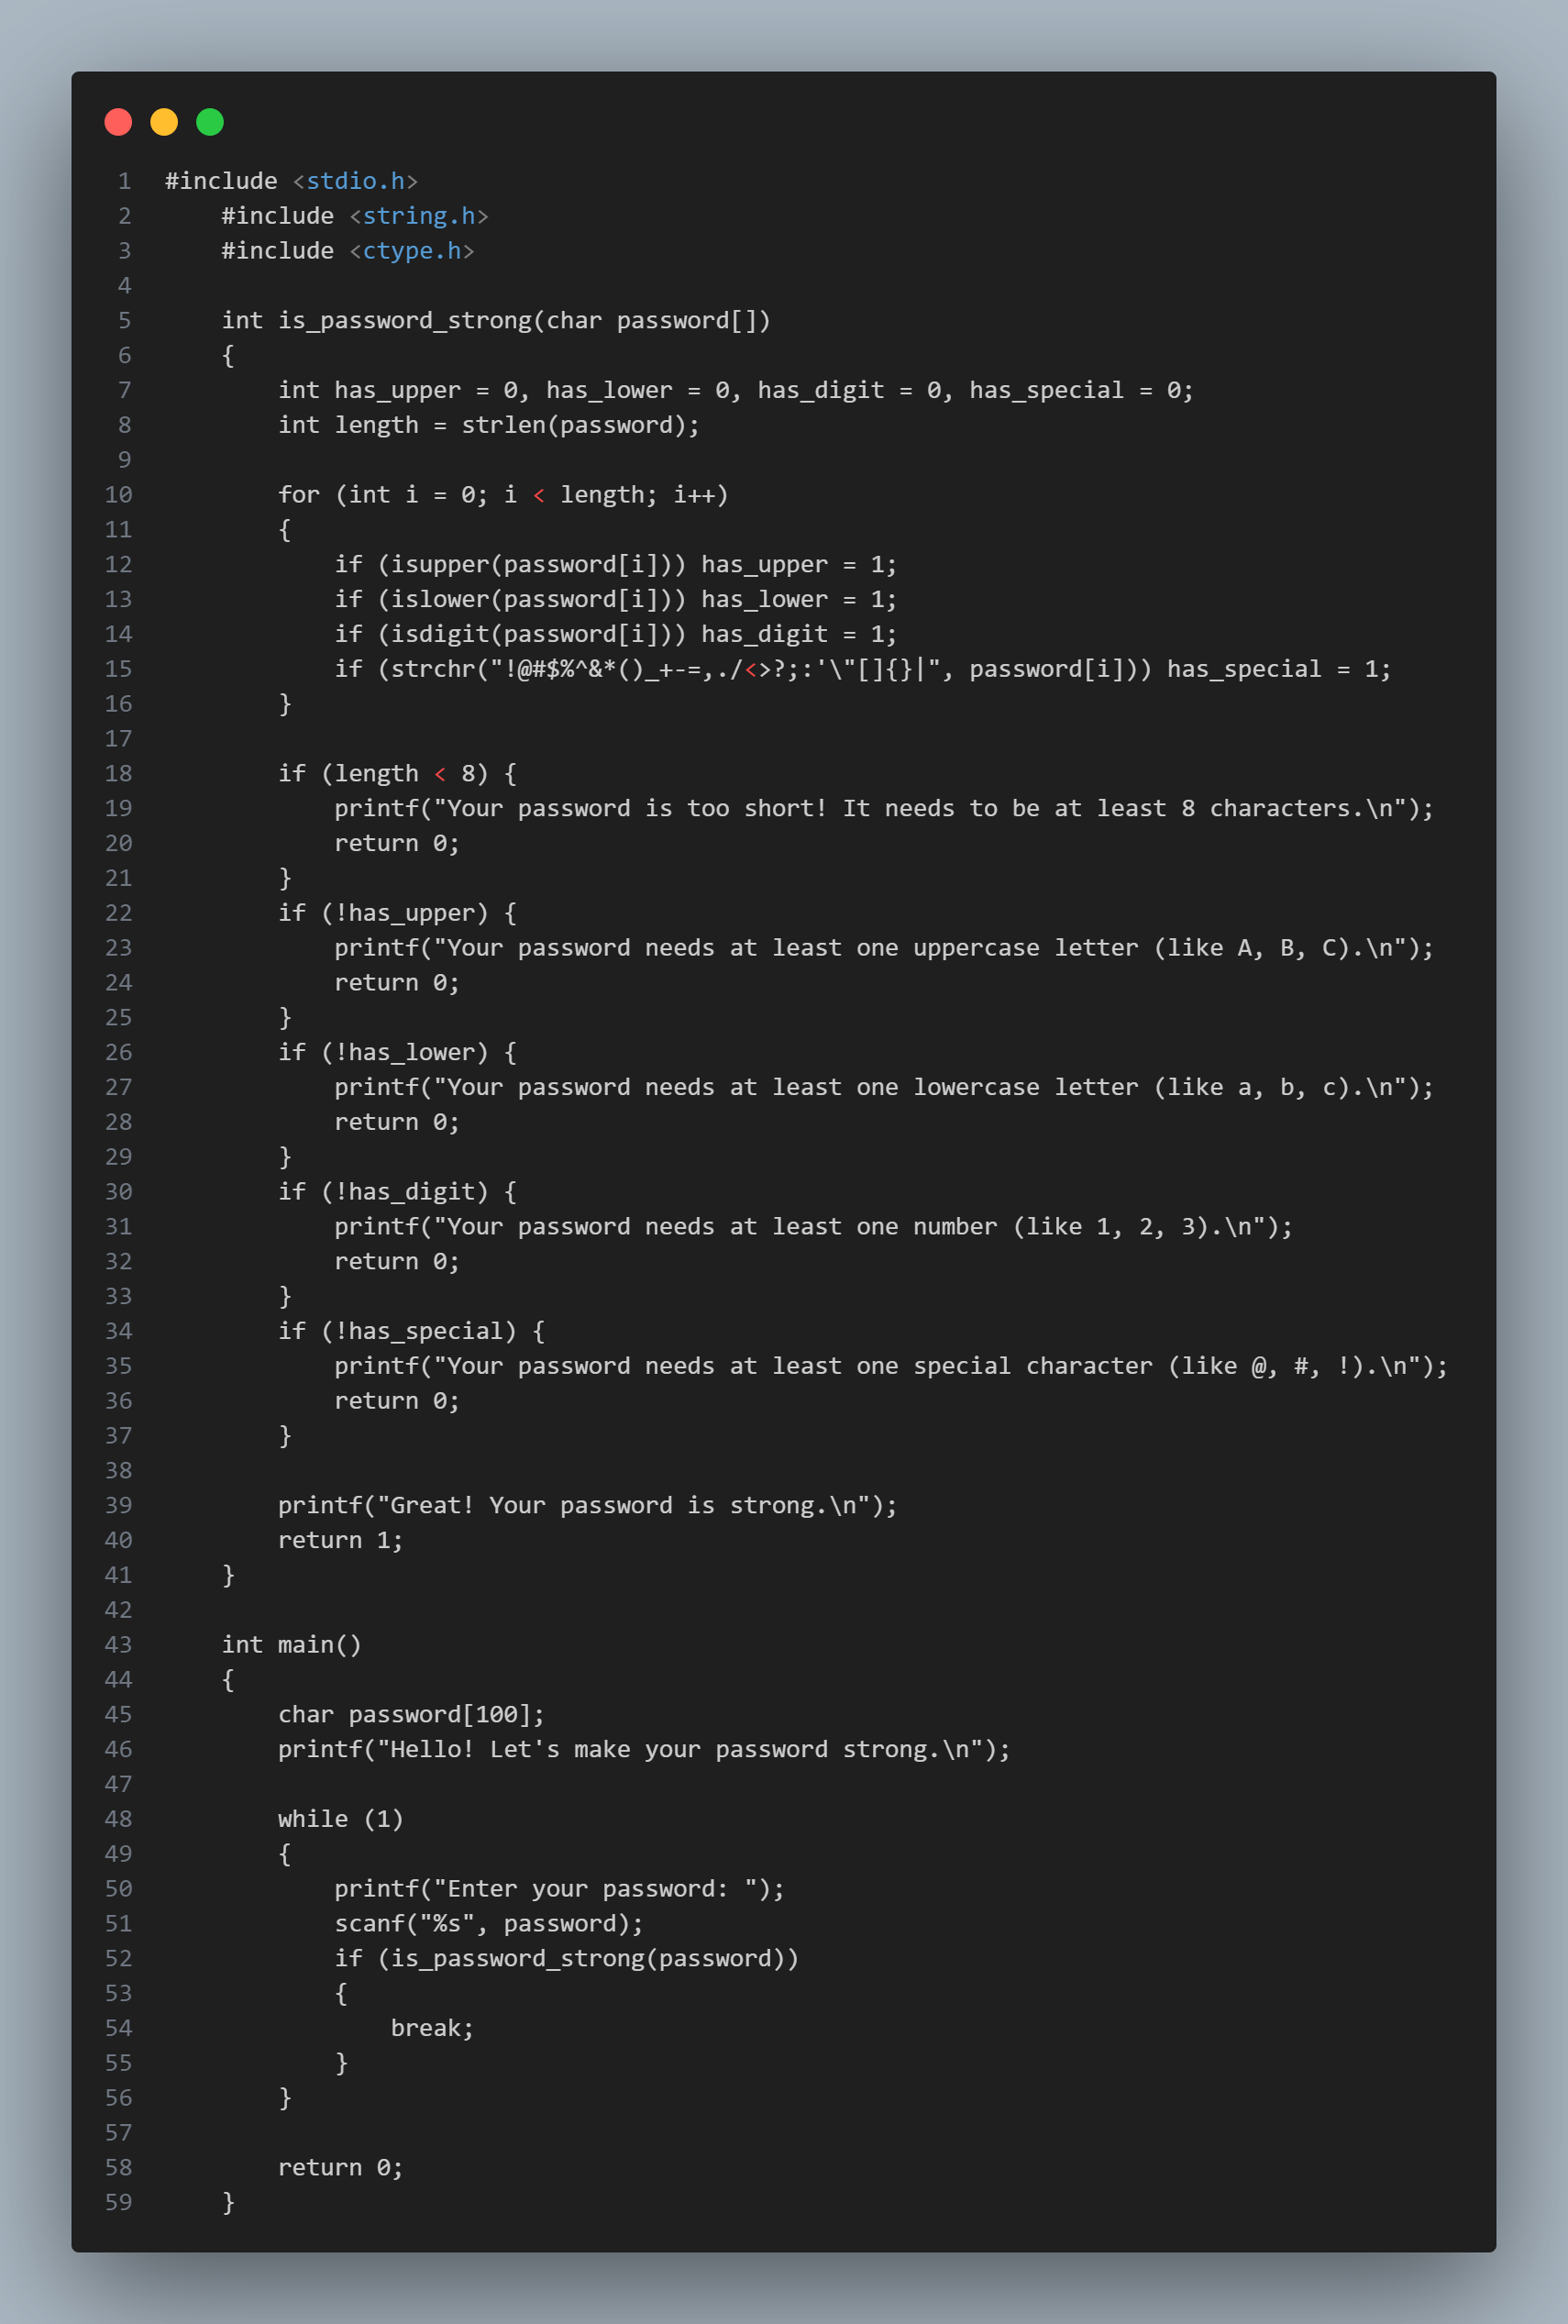 1 #include <stdio.h>
2     #include <string.h>
3     #include <ctype.h>
4
5     int is_password_strong(char password[])
6     {
7         int has_upper = 0, has_lower = 0, has_digit = 0, has_special = 0;
8         int length = strlen(password);
9
10         for (int i = 0; i < length; i++)
11         {
12             if (isupper(password[i])) has_upper = 1;
13             if (islower(password[i])) has_lower = 1;
14             if (isdigit(password[i])) has_digit = 1;
15             if (strchr("!@#$%^&*()_+-=,./<>?;:'\"[]{}|", password[i])) has_special = 1;
16         }
17
18         if (length < 8) {
19             printf("Your password is too short! It needs to be at least 8 characters.\n");
20             return 0;
21         }
22         if (!has_upper) {
23             printf("Your password needs at least one uppercase letter (like A, B, C).\n");
24             return 0;
25         }
26         if (!has_lower) {
27             printf("Your password needs at least one lowercase letter (like a, b, c).\n");
28             return 0;
29         }
30         if (!has_digit) {
31             printf("Your password needs at least one number (like 1, 2, 3).\n");
32             return 0;
33         }
34         if (!has_special) {
35             printf("Your password needs at least one special character (like @, #, !).\n");
36             return 0;
37         }
38
39         printf("Great! Your password is strong.\n");
40         return 1;
41     }
42
43     int main()
44     {
45         char password[100];
46         printf("Hello! Let's make your password strong.\n");
47
48         while (1)
49         {
50             printf("Enter your password: ");
51             scanf("%s", password);
52             if (is_password_strong(password))
53             {
54                 break;
55             }
56         }
57
58         return 0;
59     }